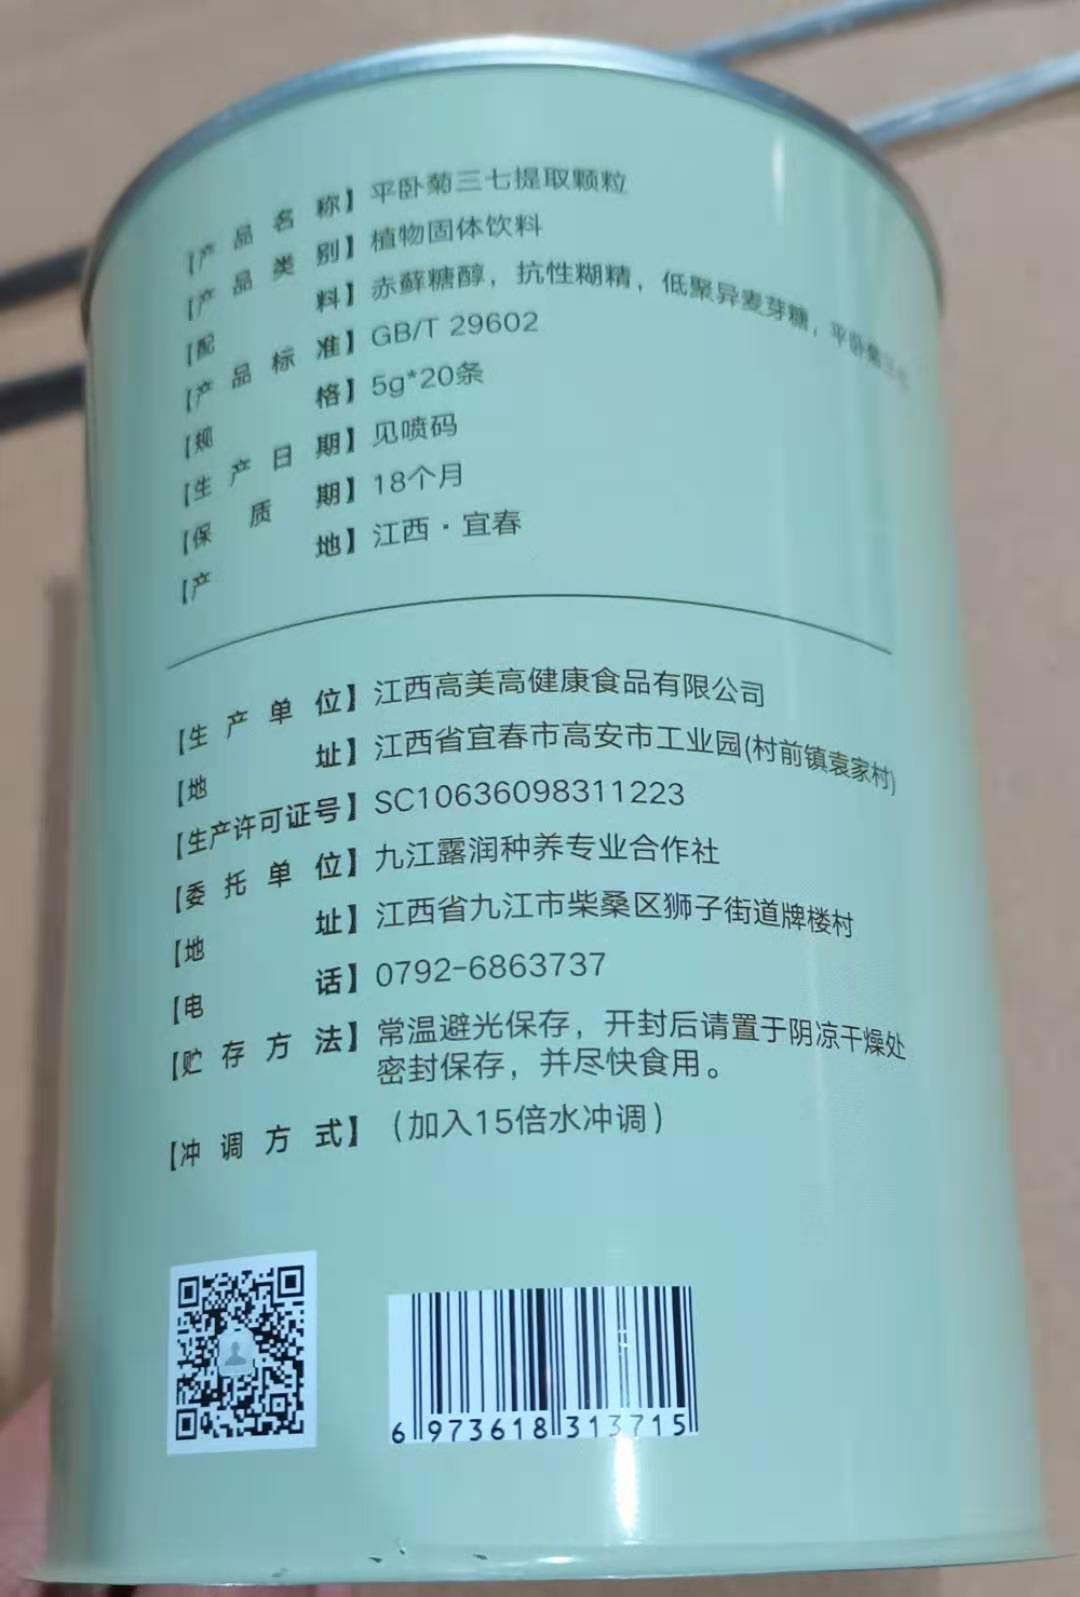 【产品名称】平卧菊三七提取颗粒
【产品类别】植物固体饮料
【配料】赤藓糖醇，抗性糊精，低聚异麦芽糖，平卧菊三七
【产品标准】GB/T 29602
【规格】5g*20条
【生产日期】见喷码
【保质期】18个月
【产地】江西·宜春
【生产单位】江西高美高健康食品有限公司
【地址】江西省宜春市高安市工业园(村前镇袁家村)
【生产许可证号】SC10636098311223
【委托单位】九江露润种养专业合作社
【地址】江西省九江市柴桑区狮子街道牌楼村
【电话】0792-6863737
【贮存方法】常温避光保存，开封后请置于阴凉干燥处
密封保存，并尽快食用。
【冲调方式】（加入15倍水冲调）
6 973618 313715